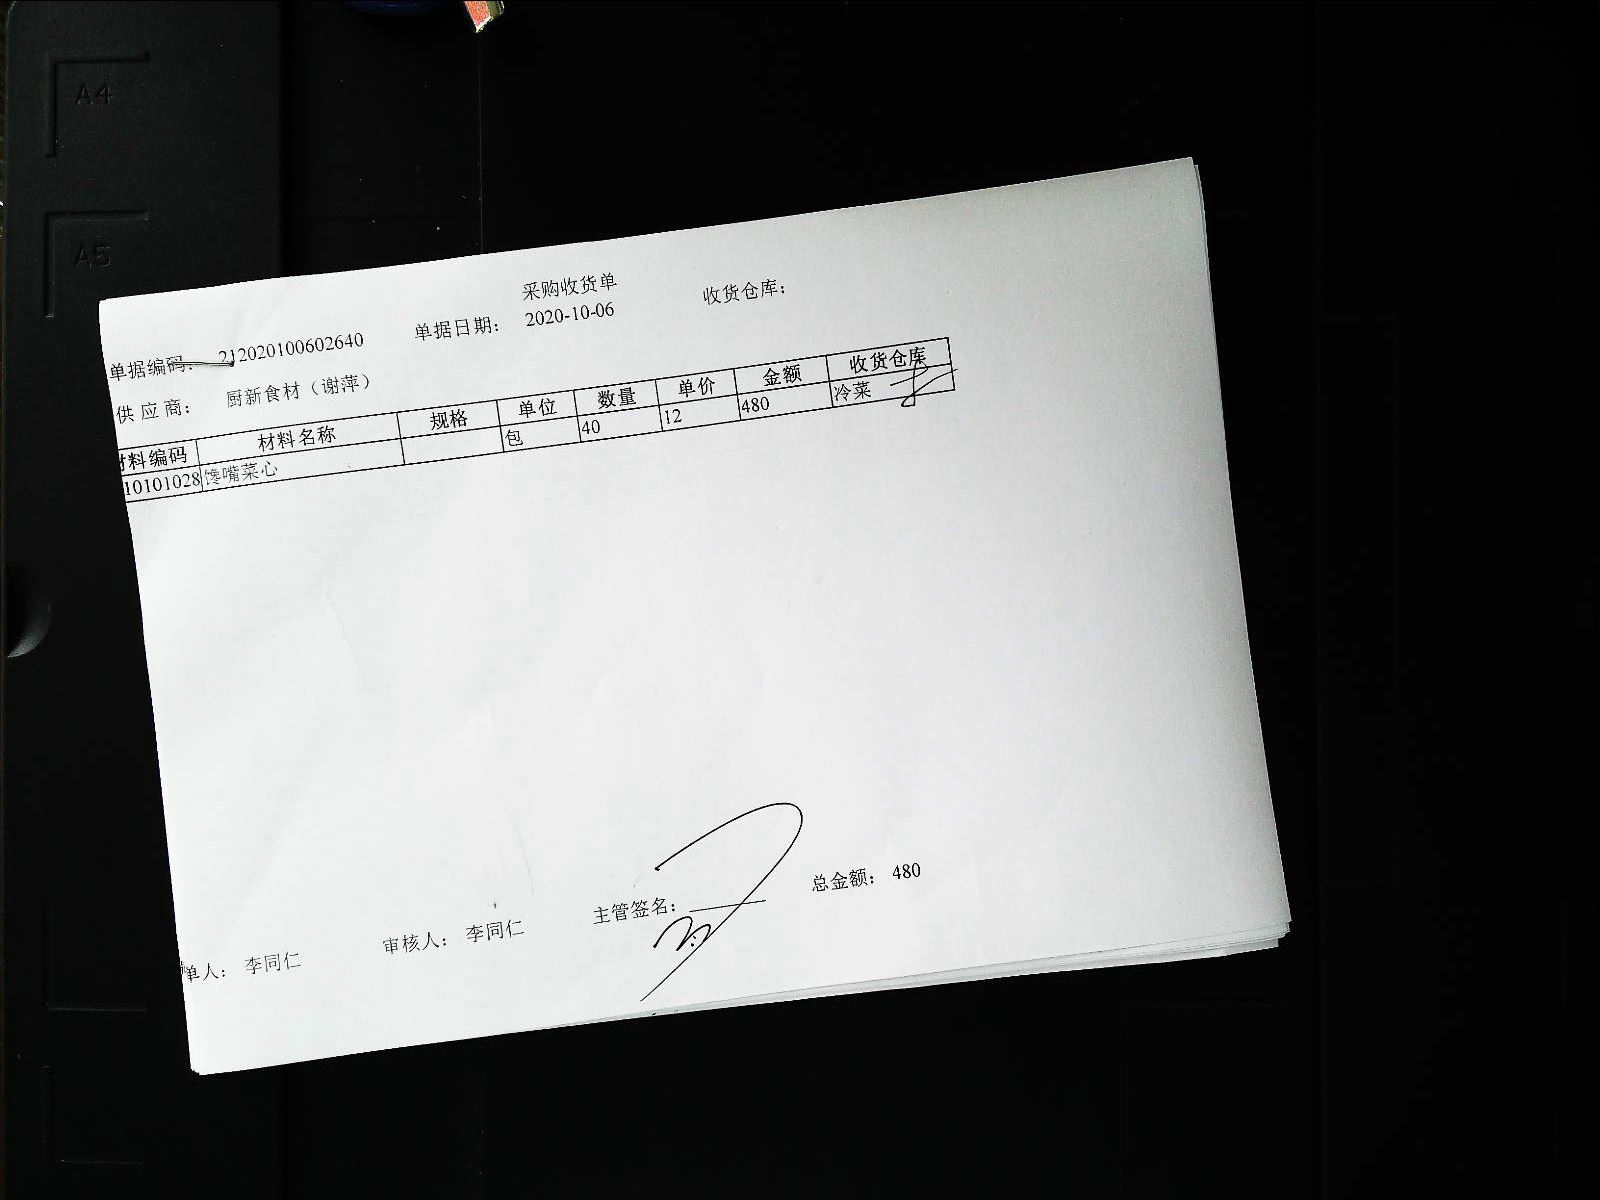 A4
A5
采购收货单
单据编码: 212020100602640 单据日期: 2020-10-06 收货仓库:
供应商: 厨新食材（谢萍）
材料编码 材料名称 规格 单位 数量 单价 金额 收货仓库
10101028 馋嘴菜心 包 40 12 480 冷菜
单人: 李同仁 审核人: 李同仁 主管签名: 总金额: 480